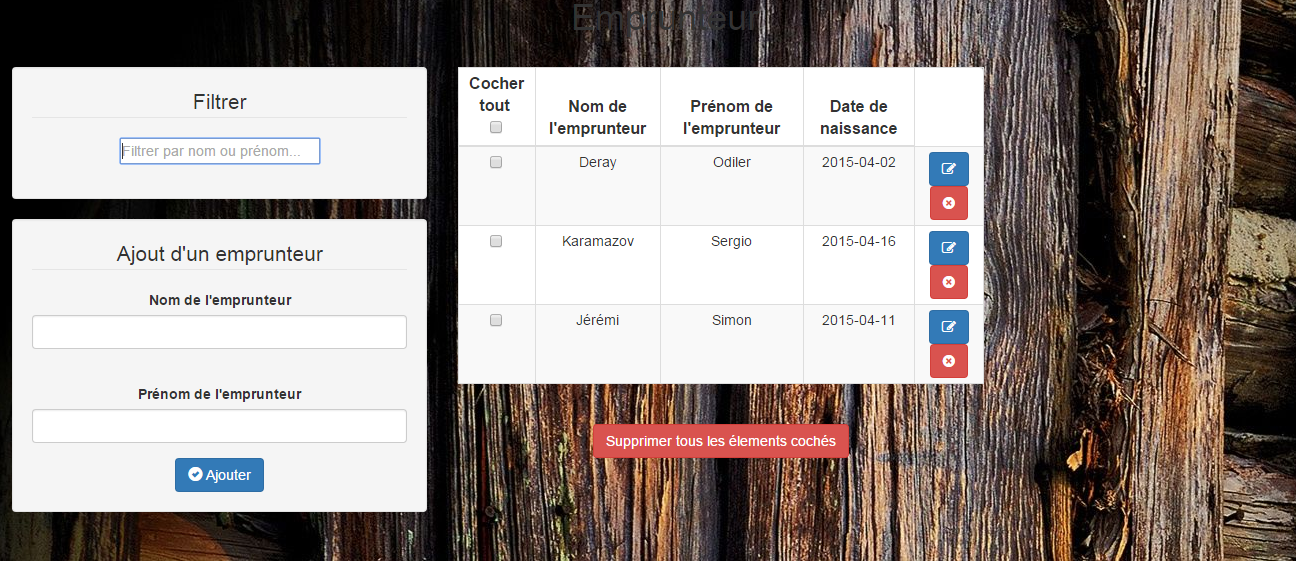 Emprunteur
Filtrer
Filtrer par nom ou prénom...
Ajout d'un emprunteur
Nom de l'emprunteur
Prénom de l'emprunteur
Ajouter
Cocher
tout
Nom de
l'emprunteur
Prénom de
l'emprunteur
Date de
naissance
Deray Odiler 2015-04-02
Karamazov Sergio 2015-04-16
Jérémi Simon 2015-04-11
Supprimer tous les élements cochés